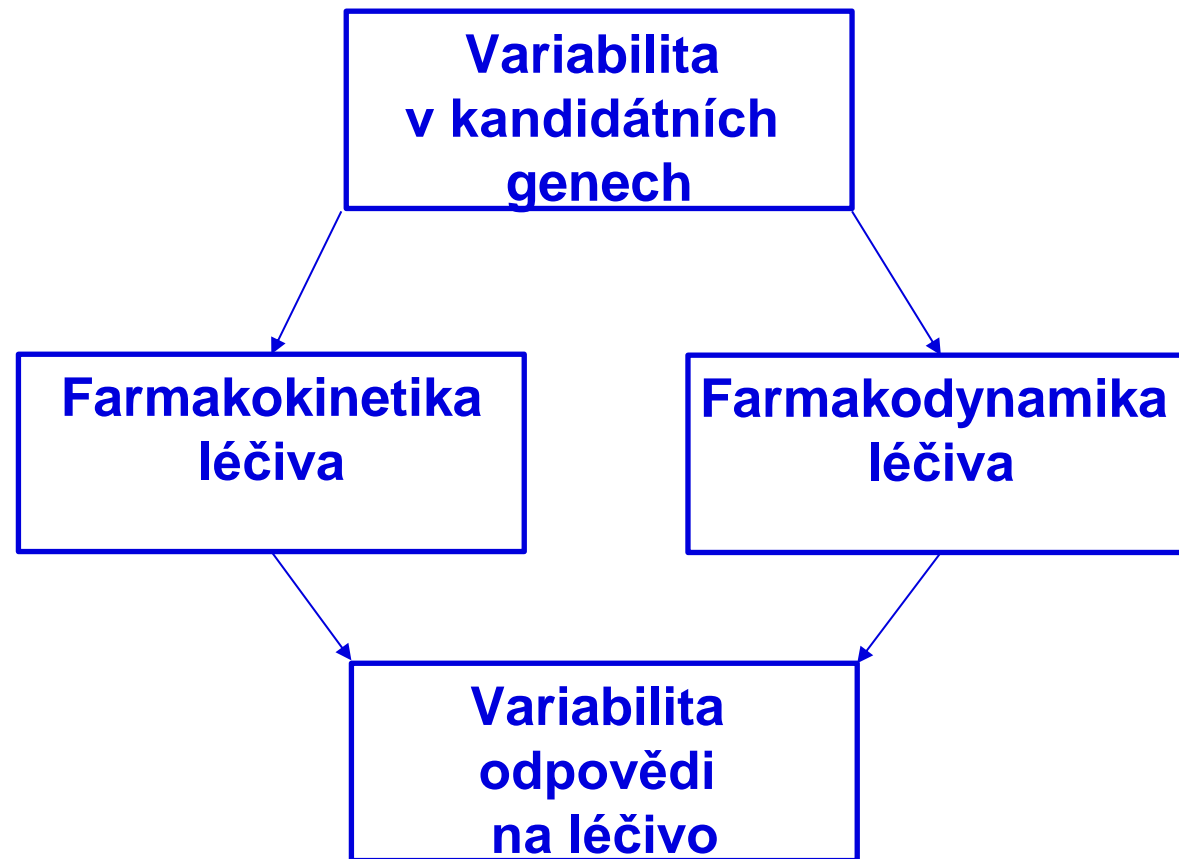 Variabilita
v kandidátních
genech
Farmakokinetika
léčiva
Farmakodynamika
léčiva
Variabilita
odpovědi
na léčivo